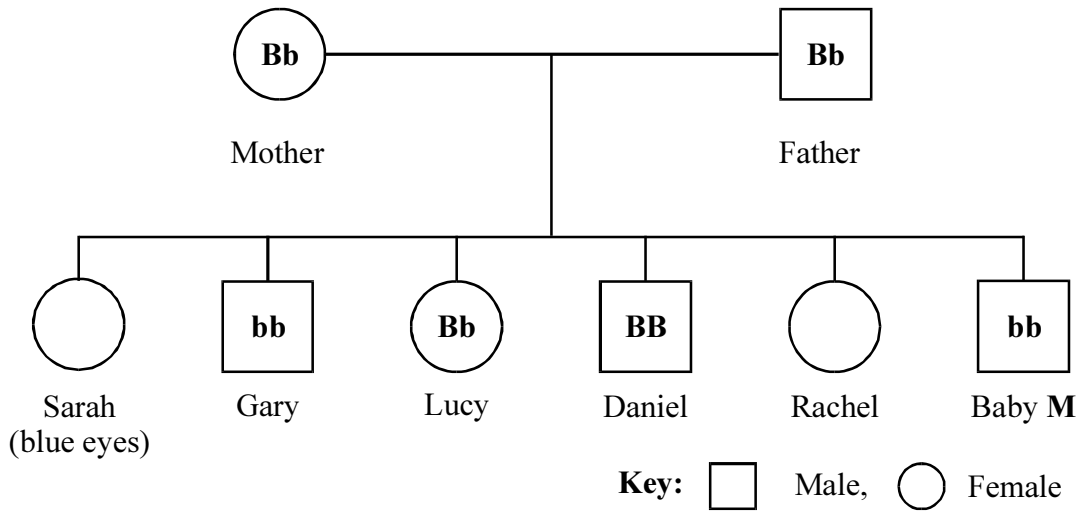 Bb Bb
Mother Father
bb Bb BB bb
Sarah Gary Lucy Daniel Rachel Baby M
(blue eyes)
Key: Male, Female